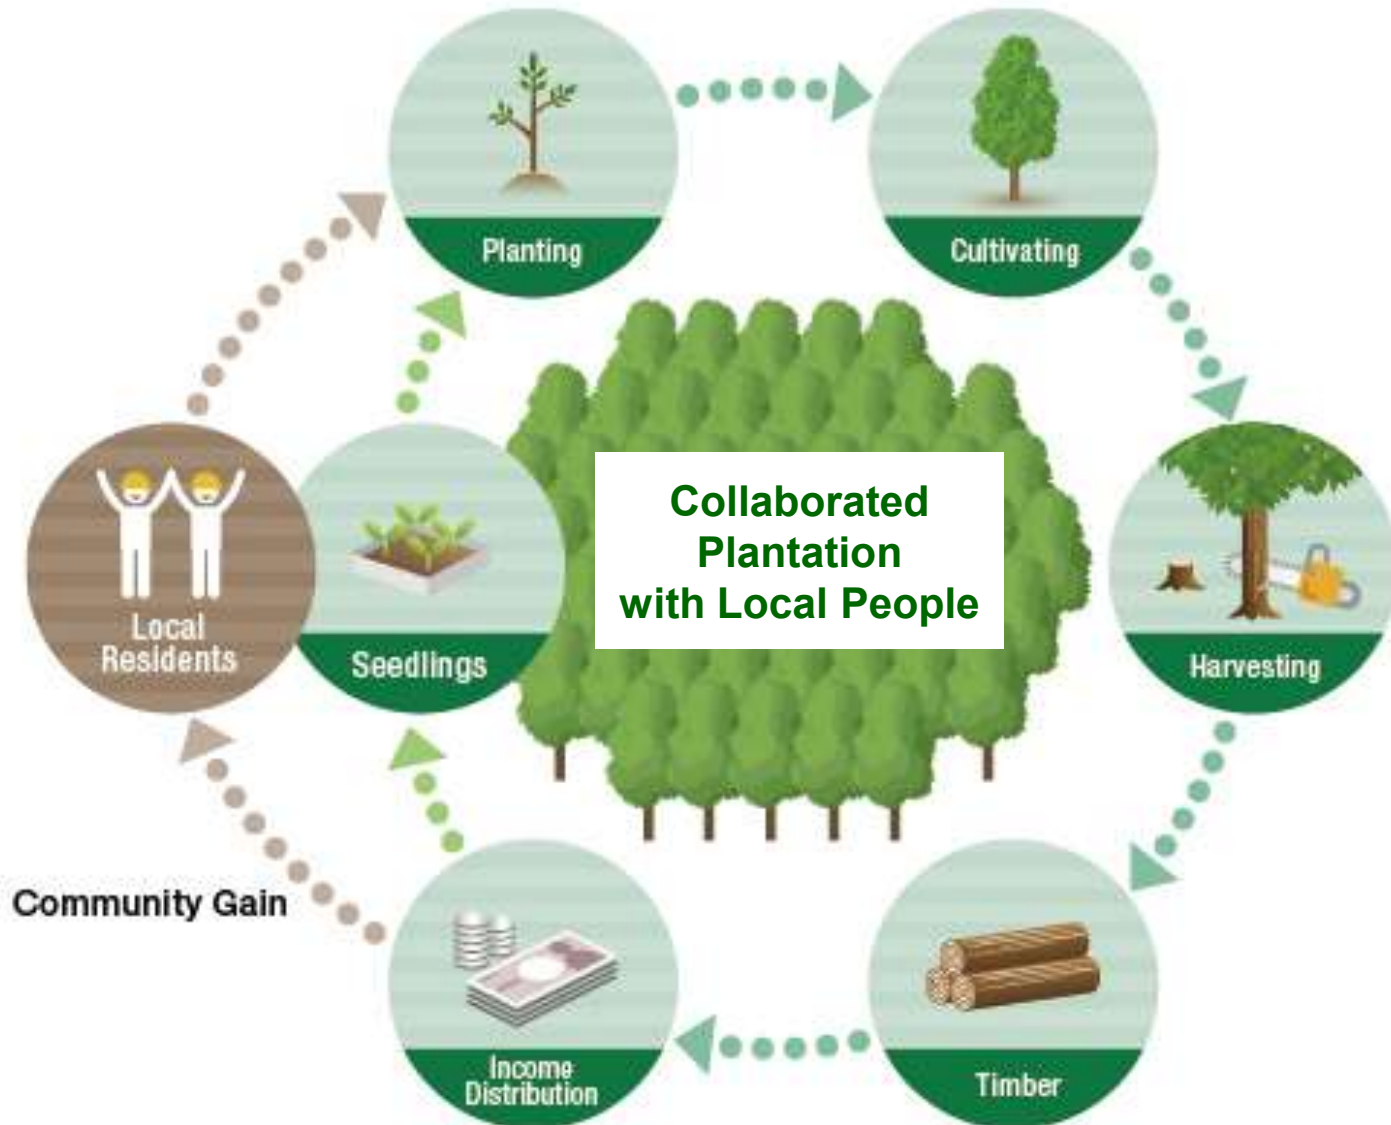 Planting
Cultivating
Collaborated
Plantation
with Local People
Local
Residents
Seedlings
Harvesting
Community Gain
Income
Distribution
Timber